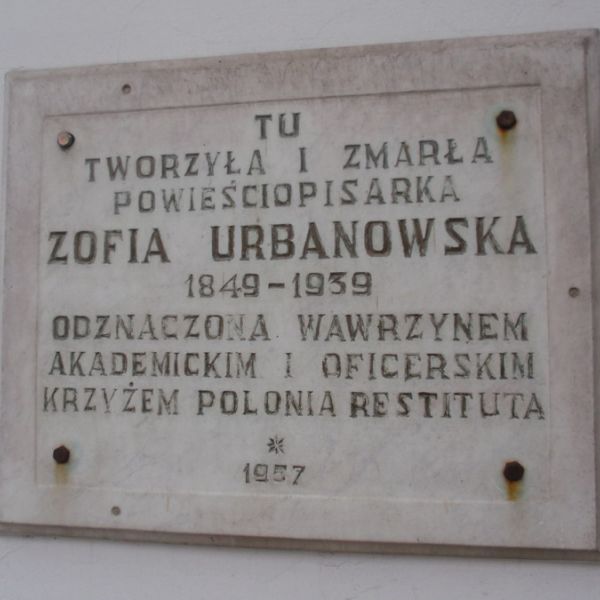 TU
TWORZYŁA I ZMARŁA
POWIEŚCIOPISARKA
ZOFIA URBANOWSKA
1849-1939
ODZNACZONA WAWRZYNEM
AKADEMICKIM I OFICERSKIM
KRZYŻEM POLONIA RESTITUTA
1957